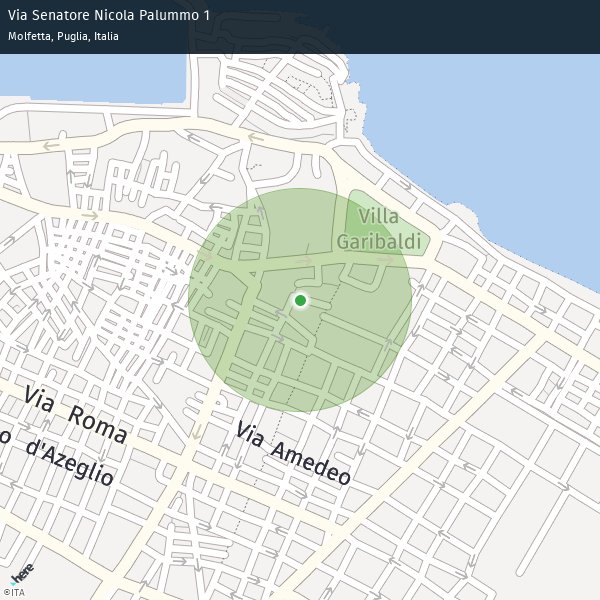 Via Senatore Nicola Palummo 1
Molfetta, Puglia, Italia
Villa
Garibaldi
Via Roma
o d'Azeglio
Via Amedeo
here
©ITA